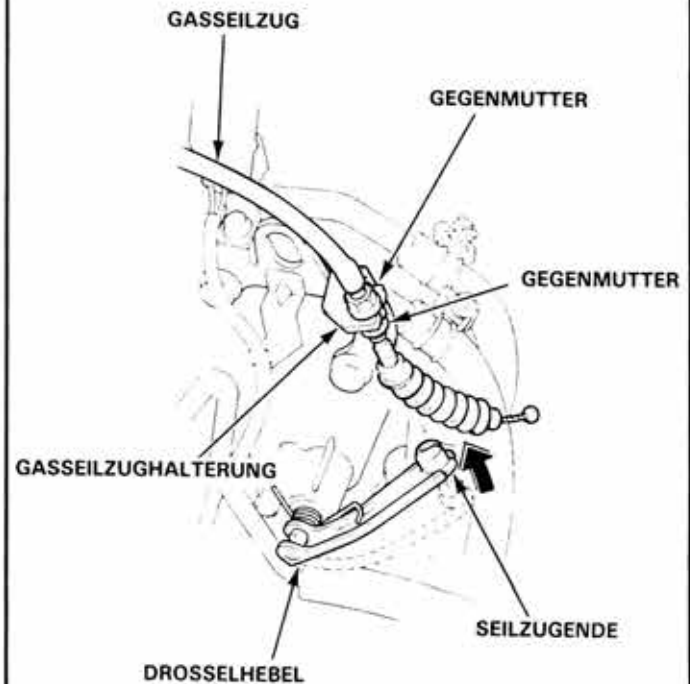 GASSEILZUG
GEGENMUTTER
GEGENMUTTER
GASSEILZUGHALTERUNG
SEILZUGENDE
DROSSELHEBEL